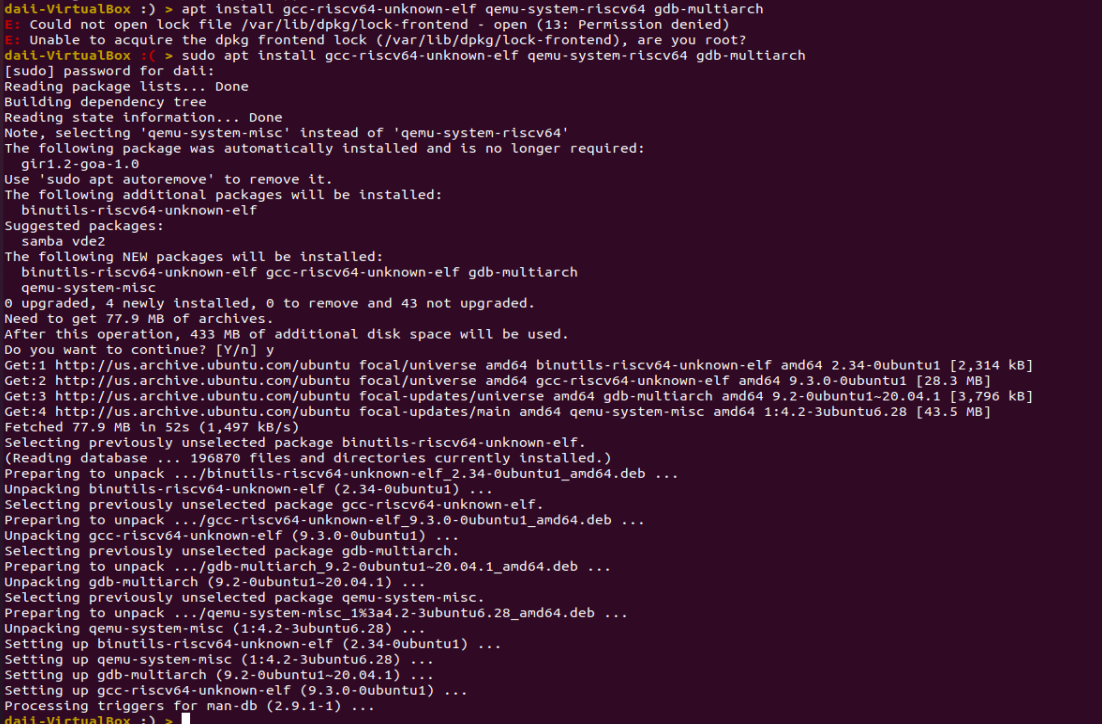 daii-VirtualBox :) > apt install gcc-riscv64-unknown-elf qemu-system-riscv64 gdb-multiarch
E: Could not open lock file /var/lib/dpkg/lock-frontend - open (13: Permission denied)
E: Unable to acquire the dpkg frontend lock (/var/lib/dpkg/lock-frontend), are you root?
daii-VirtualBox :( > sudo apt install gcc-riscv64-unknown-elf qemu-system-riscv64 gdb-multiarch
[sudo] password for daii:
Reading package lists... Done
Building dependency tree
Reading state information... Done
Note, selecting 'qemu-system-misc' instead of 'qemu-system-riscv64'
The following package was automatically installed and is no longer required:
  gir1.2-goa-1.0
Use 'sudo apt autoremove' to remove it.
The following additional packages will be installed:
  binutils-riscv64-unknown-elf
Suggested packages:
  samba vde2
The following NEW packages will be installed:
  binutils-riscv64-unknown-elf gcc-riscv64-unknown-elf gdb-multiarch
  qemu-system-misc
0 upgraded, 4 newly installed, 0 to remove and 43 not upgraded.
Need to get 77.9 MB of archives.
After this operation, 433 MB of additional disk space will be used.
Do you want to continue? [Y/n] y
Get:1 http://us.archive.ubuntu.com/ubuntu focal/universe amd64 binutils-riscv64-unknown-elf amd64 2.34-0ubuntu1 [2,314 kB]
Get:2 http://us.archive.ubuntu.com/ubuntu focal/universe amd64 gcc-riscv64-unknown-elf amd64 9.3.0-0ubuntu1 [28.3 MB]
Get:3 http://us.archive.ubuntu.com/ubuntu focal-updates/universe amd64 gdb-multiarch amd64 9.2-0ubuntu1~20.04.1 [3,796 kB]
Get:4 http://us.archive.ubuntu.com/ubuntu focal-updates/main amd64 qemu-system-misc amd64 1:4.2-3ubuntu6.28 [43.5 MB]
Fetched 77.9 MB in 52s (1,497 kB/s)
Selecting previously unselected package binutils-riscv64-unknown-elf.
(Reading database ... 196870 files and directories currently installed.)
Preparing to unpack .../binutils-riscv64-unknown-elf_2.34-0ubuntu1_amd64.deb ...
Unpacking binutils-riscv64-unknown-elf (2.34-0ubuntu1) ...
Selecting previously unselected package gcc-riscv64-unknown-elf.
Preparing to unpack .../gcc-riscv64-unknown-elf_9.3.0-0ubuntu1_amd64.deb ...
Unpacking gcc-riscv64-unknown-elf (9.3.0-0ubuntu1) ...
Selecting previously unselected package gdb-multiarch.
Preparing to unpack .../gdb-multiarch_9.2-0ubuntu1~20.04.1_amd64.deb ...
Unpacking gdb-multiarch (9.2-0ubuntu1~20.04.1) ...
Selecting previously unselected package qemu-system-misc.
Preparing to unpack .../qemu-system-misc_1%3a4.2-3ubuntu6.28_amd64.deb ...
Unpacking qemu-system-misc (1:4.2-3ubuntu6.28) ...
Setting up binutils-riscv64-unknown-elf (2.34-0ubuntu1) ...
Setting up qemu-system-misc (1:4.2-3ubuntu6.28) ...
Setting up gdb-multiarch (9.2-0ubuntu1~20.04.1) ...
Setting up gcc-riscv64-unknown-elf (9.3.0-0ubuntu1) ...
Processing triggers for man-db (2.9.1-1) ...
daii-VirtualBox :) >